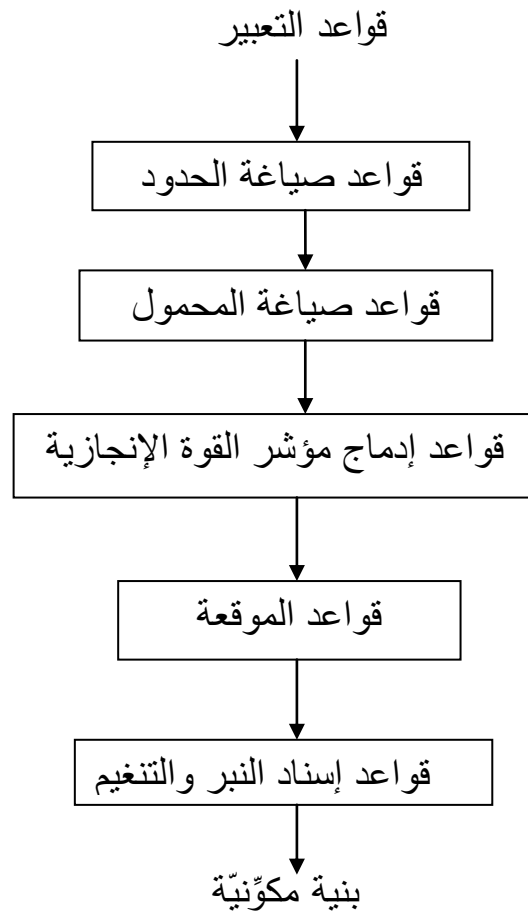 قواعد التعبير
قواعد صياغة الحدود
قواعد صياغة المحمول
قواعد إدماج مؤشر القوة الإنجازية
قواعد الموقعة
قواعد إسناد النبر والتنغيم
بنية مكوِّنيّة